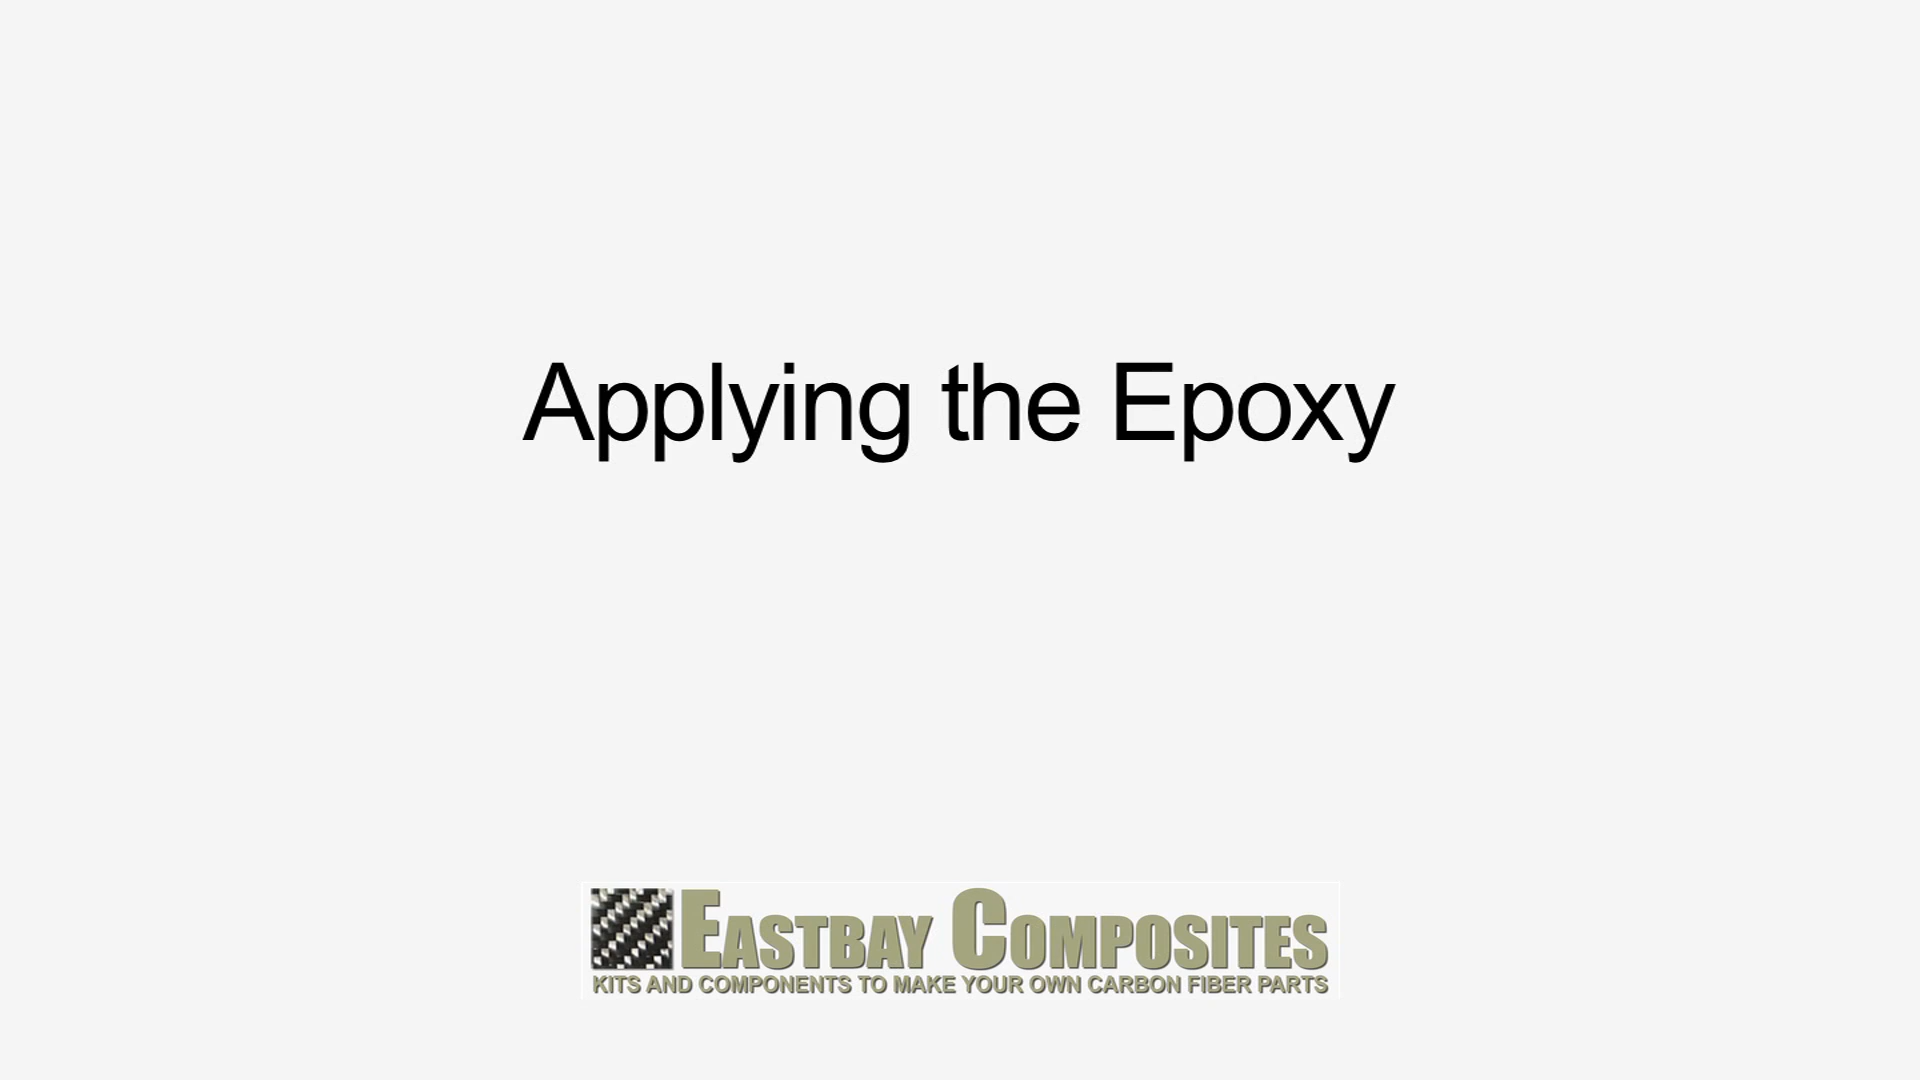 Applying the Epoxy
EASTBAY COMPOSITES
KITS AND COMPONENTS TO MAKE YOUR OWN CARBON FIBER PARTS